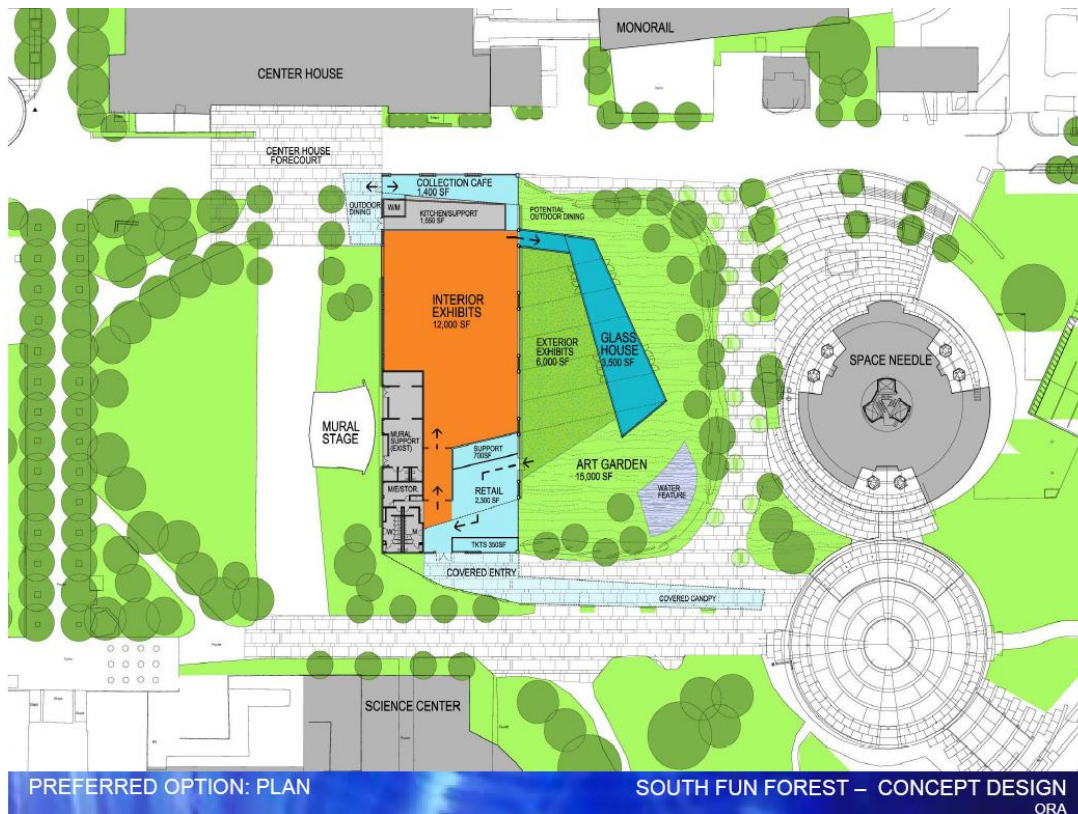 MONORAIL
CENTER HOUSE
CENTER HOUSE
FORECOURT
COLLECTION CAFE
1,400 SF
OUTDOOR
DINING
W/M
KITCHEN/SUPPORT
1,550 SF
POTENTIAL
OUTDOOR DINING
INTERIOR
EXHIBITS
12,000 SF
EXTERIOR
EXHIBITS
6,000 SF
GLASS
HOUSE
3,500 SF
SPACE NEEDLE
MURAL
STAGE
MURAL
SUPPORT
(EXIST)
SUPPORT
700SF
M/E/STOR.
RETAIL
2,300 SF
ART GARDEN
15,000 SF
WATER
FEATURE
W
M
TKTS 350SF
COVERED ENTRY
COVERED CANOPY
SCIENCE CENTER
PREFERRED OPTION: PLAN
SOUTH FUN FOREST – CONCEPT DESIGN
ORA